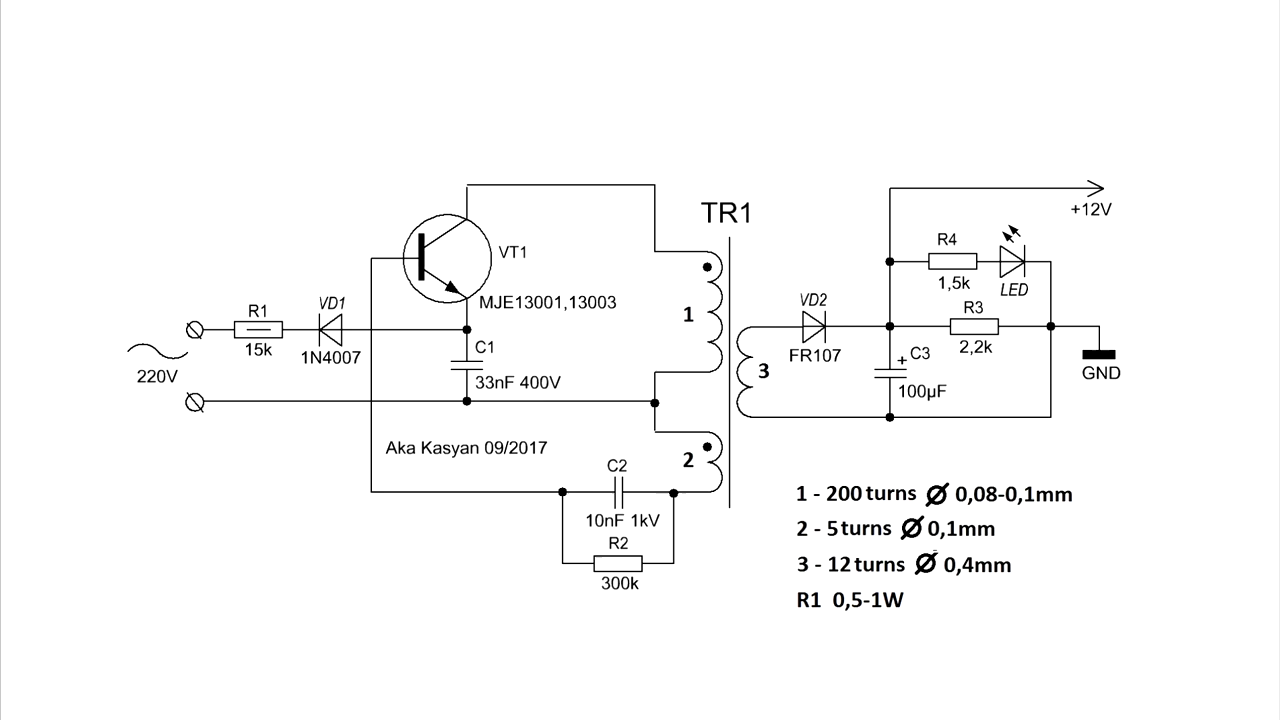 TR1
+12V
VT1
R4
1,5k
LED
MJE13001,13003
R1
15k
VD1
1N4007
1
VD2
FR107
R3
2,2k
3
C1
33nF 400V
+
C3
100µF
GND
220V
Aka Kasyan 09/2017
2
C2
10nF 1kV
R2
300k
1 - 200 turns Ø 0,08-0,1mm
2 - 5 turns Ø 0,1mm
3 - 12 turns Ø 0,4mm
R1 0,5-1W